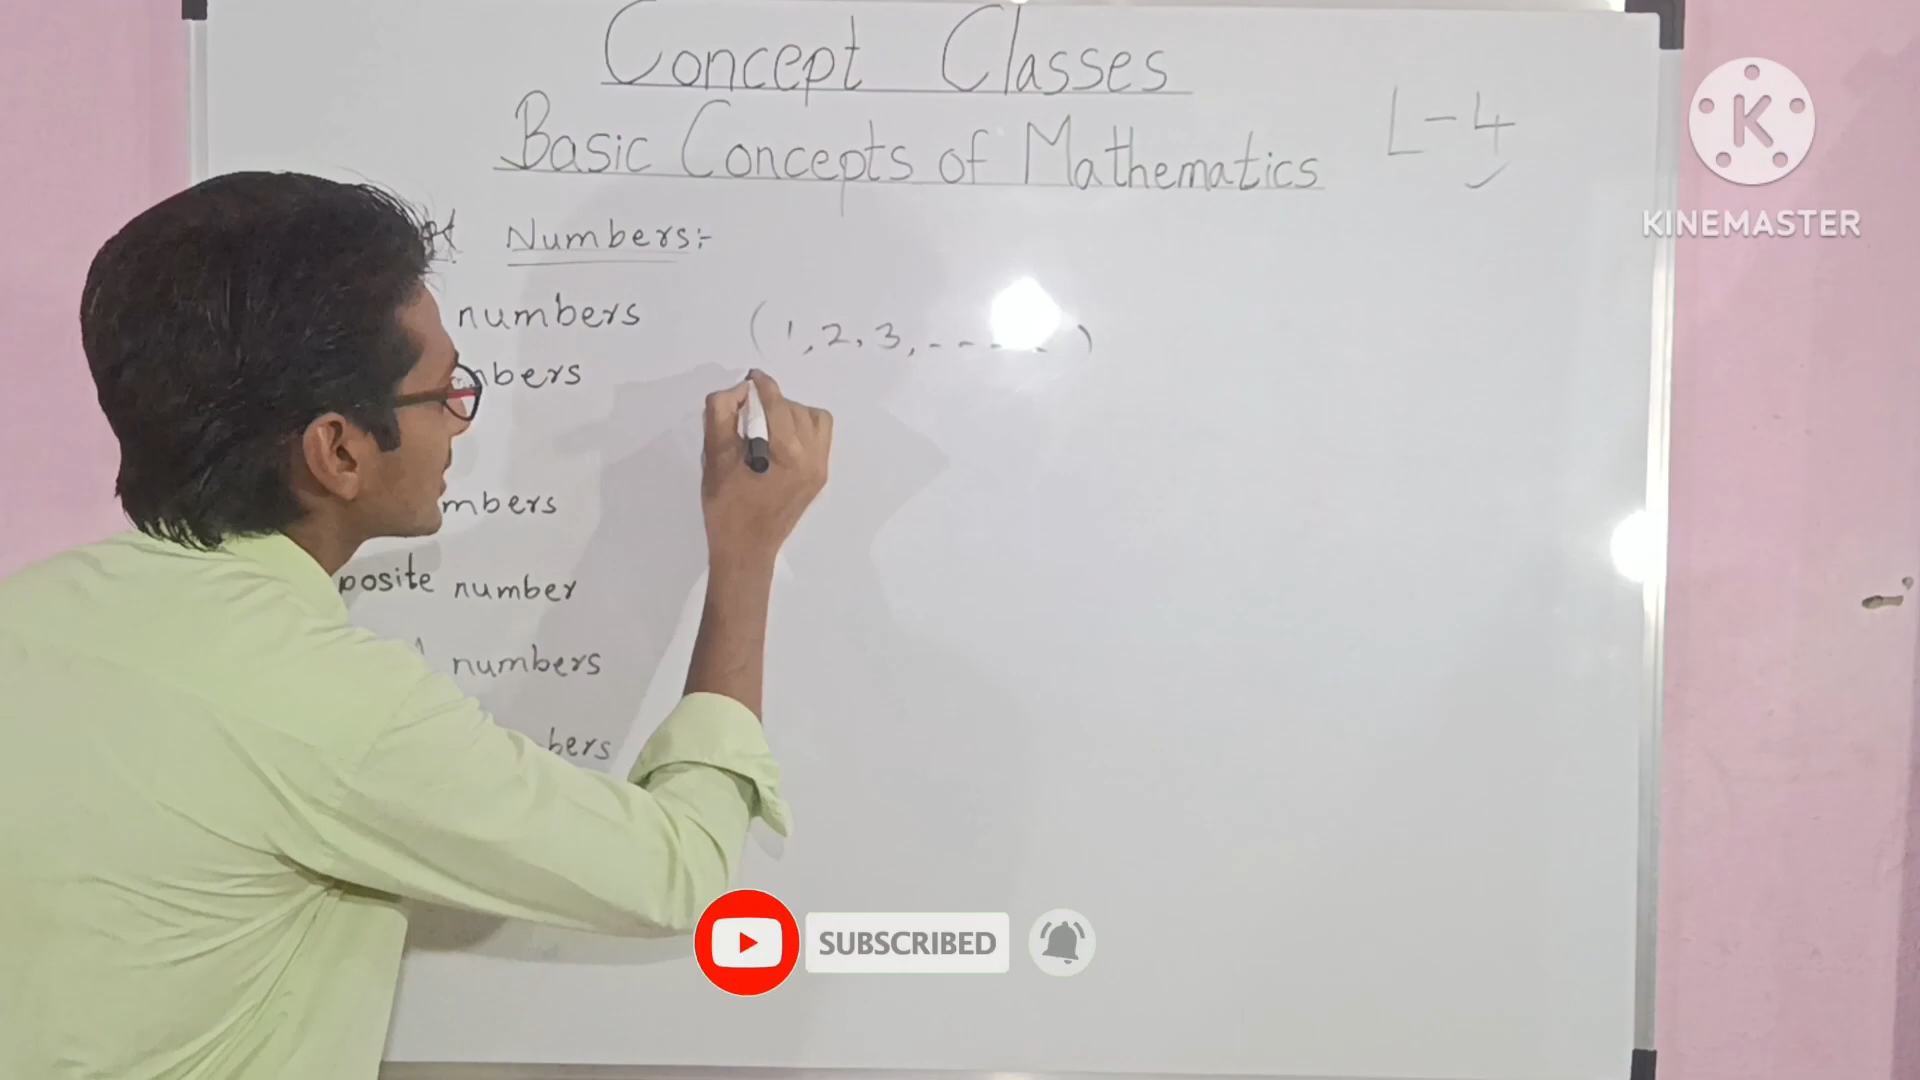 Concept Classes
Basic Concepts of Mathematics L-4
K
KINEMASTER
Numbers:-
numbers (1,2,3,-----)
mbers
mbers
posite number
numbers
bers
SUBSCRIBED